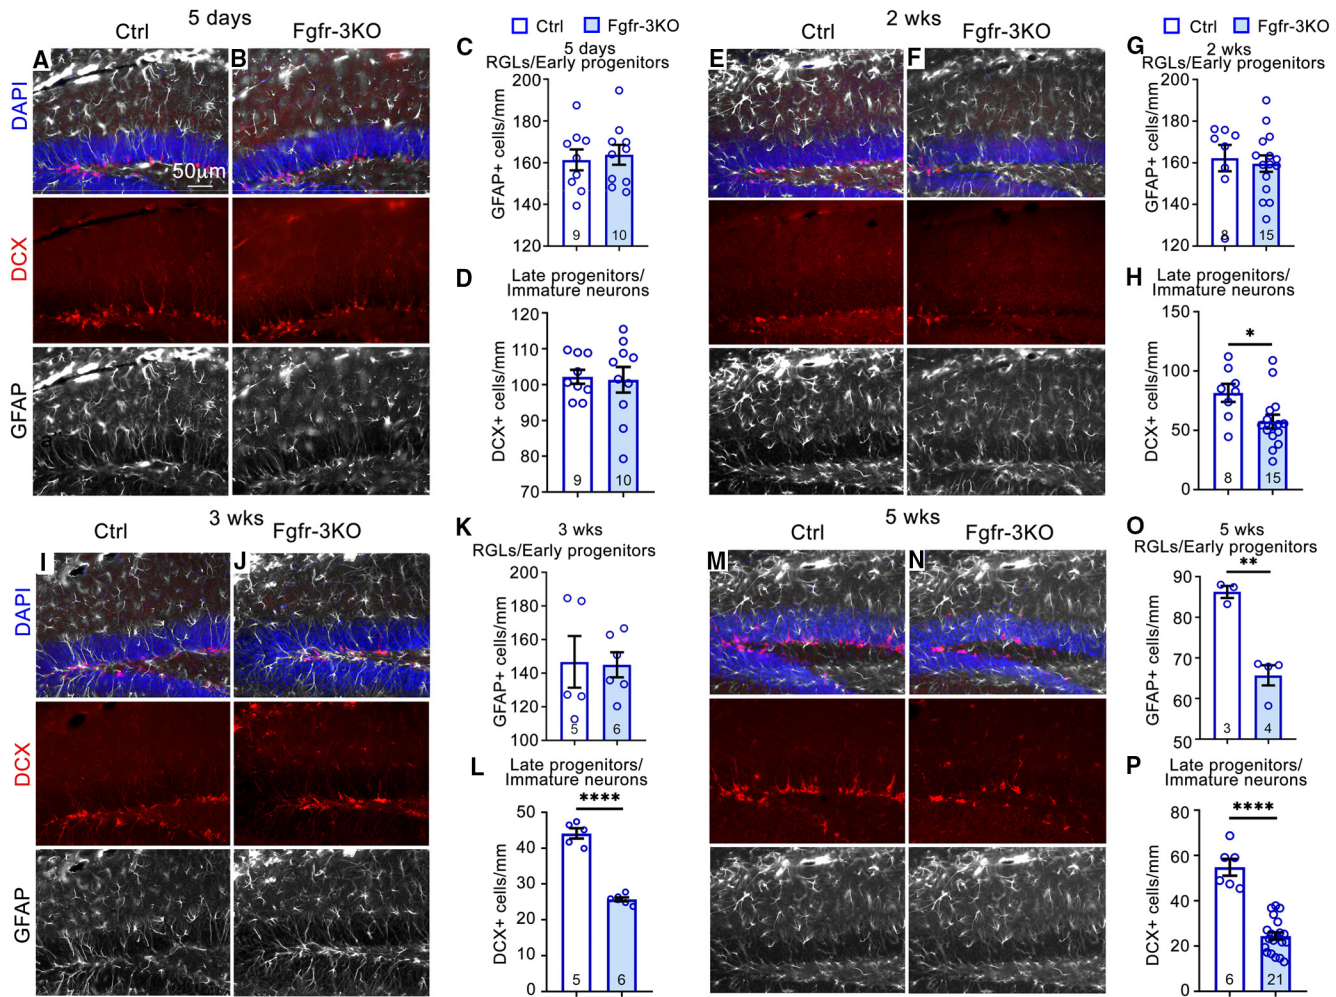 5 days
Ctrl Fgfr-3KO
A
B
DAPI
50µm
DCX
GFAP
a
Ctrl Fgfr-3KO
C
5 days
RGLs/Early progenitors
GFAP+ cells/mm
200
180
160
140
120
9 10
D
Late progenitors/
Immature neurons
DCX+ cells/mm
120
110
100
90
80
70
9 10
2 wks
Ctrl Fgfr-3KO
E
F
Ctrl Fgfr-3KO
G
2 wks
RGLs/Early progenitors
GFAP+ cells/mm
200
180
160
140
120
8 15
H
Late progenitors/
Immature neurons
*
DCX+ cells/mm
150
100
50
0
8 15
3 wks
Ctrl Fgfr-3KO
I
J
DAPI
DCX
GFAP
K
3 wks
RGLs/Early progenitors
GFAP+ cells/mm
200
180
160
140
120
100
5 6
L
Late progenitors/
Immature neurons
****
DCX+ cells/mm
50
40
30
20
10
0
5 6
5 wks
Ctrl Fgfr-3KO
M
N
O
5 wks
RGLs/Early progenitors
**
GFAP+ cells/mm
90
70
60
50
3 4
P
Late progenitors/
Immature neurons
****
DCX+ cells/mm
80
60
40
20
0
6 21